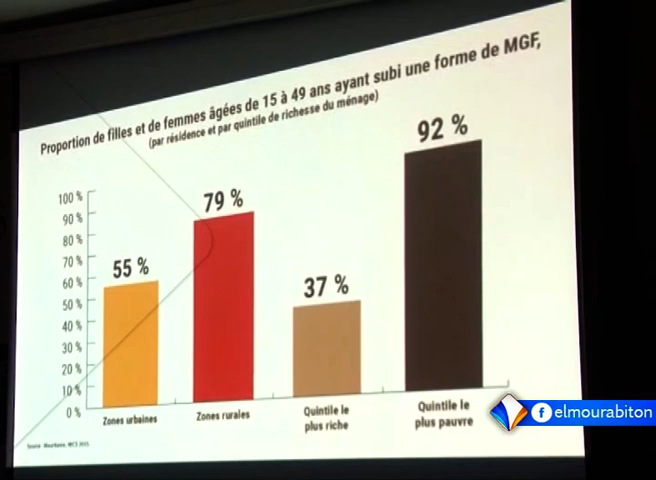 Proportion de filles et de femmes âgées de 15 à 49 ans ayant subi une forme de MGF,
(par résidence et par quintile de richesse du ménage)
100 %
90 %
80 %
70 %
60 %
50 %
40 %
30 %
20 %
10 %
0 %
55 %
79 %
37 %
92 %
Zones urbaines
Zones rurales
Quintile le
plus riche
Quintile le
plus pauvre
elmourabiton